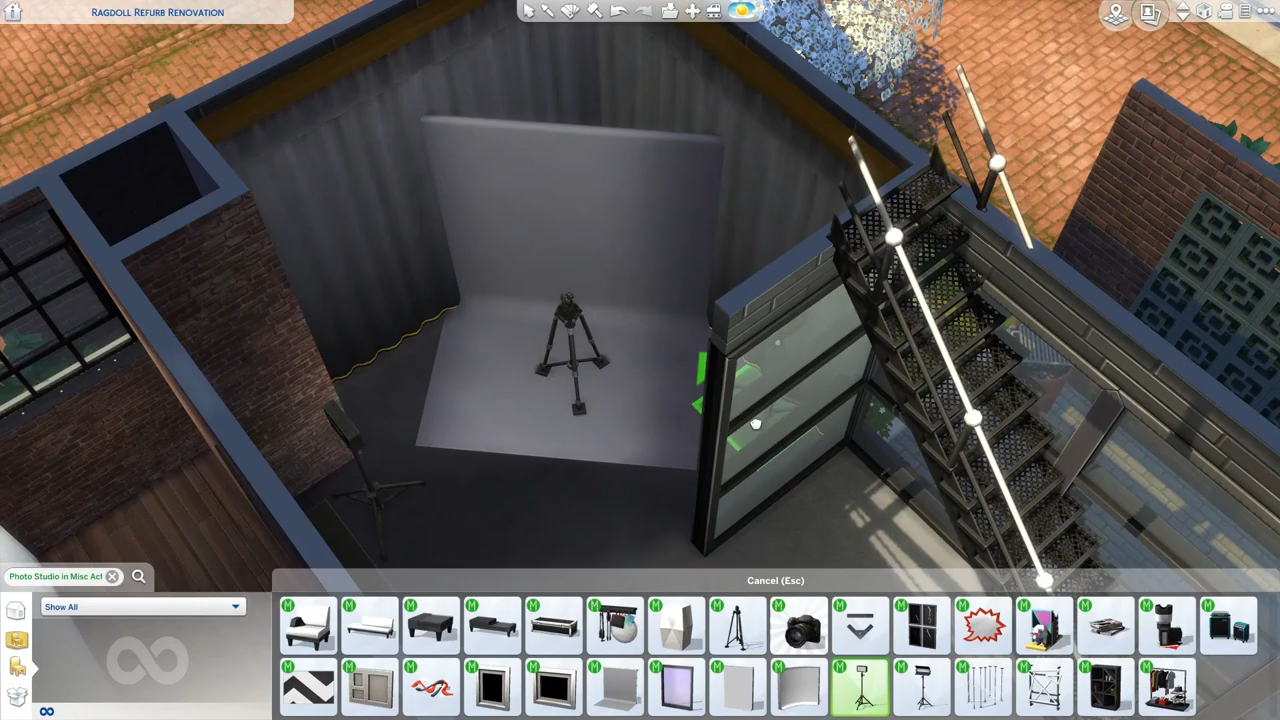 Ragdoll Refurb Renovation
Cancel (Esc)
Photo Studio in Misc Act
Show All
M M M M M M M M M M M M M M M M
M M M M M M M M M M M M M M M